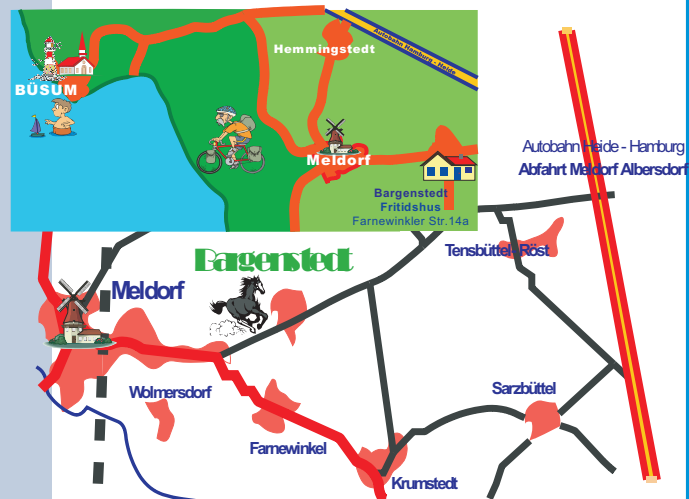 Autobahn Hamburg - Heide
Hemmingstedt
BÜSUM
Meldorf
Bargenstedt
Fritidshus
Farnewinkler Str.14a
Autobahn Heide - Hamburg
Abfahrt Meldorf Albersdorf
Tensbüttel-Röst
Bargenstedt
Meldorf
Wolmersdorf
Sarzbüttel
Farnewinkel
Krumstedt